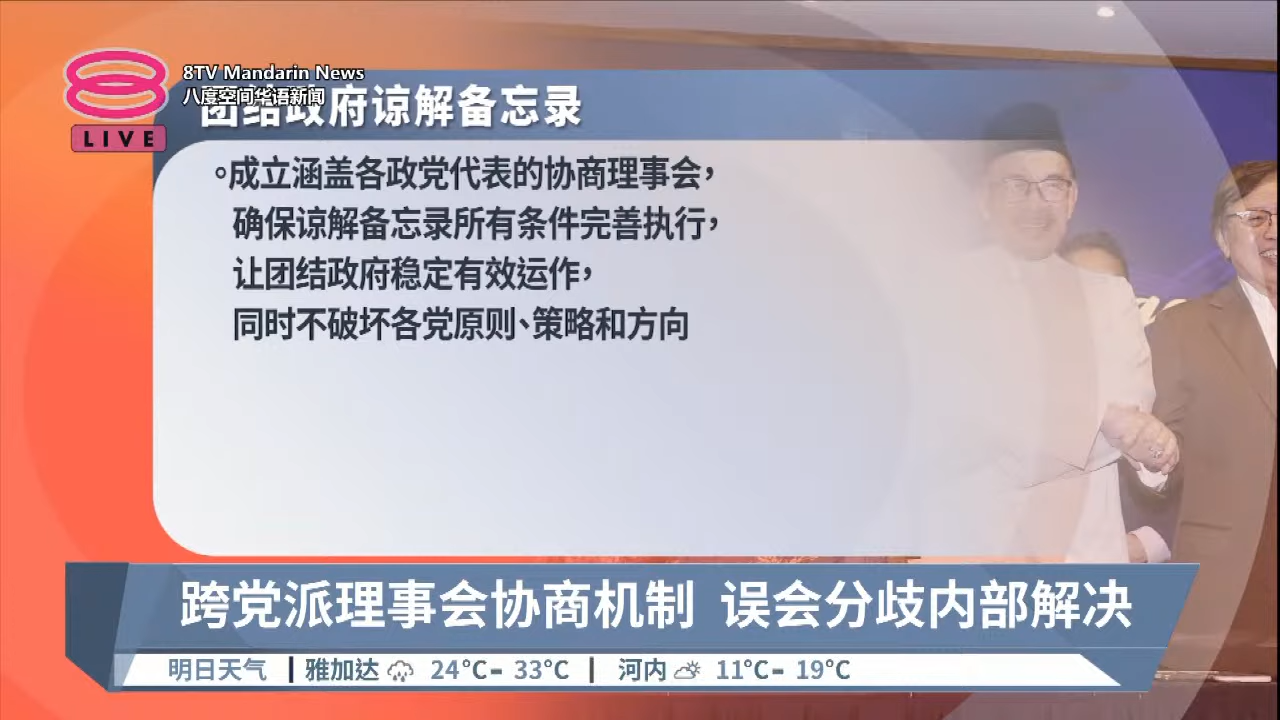 8TV Mandarin News
八度空间华语新闻
LIVE
团结政府谅解备忘录
◦成立涵盖各政党代表的协商理事会，
确保谅解备忘录所有条件完善执行，
让团结政府稳定有效运作，
同时不破坏各党原则、策略和方向
跨党派理事会协商机制 误会分歧内部解决
明日天气 | 雅加达 24°C- 33°C | 河内 11°C- 19°C